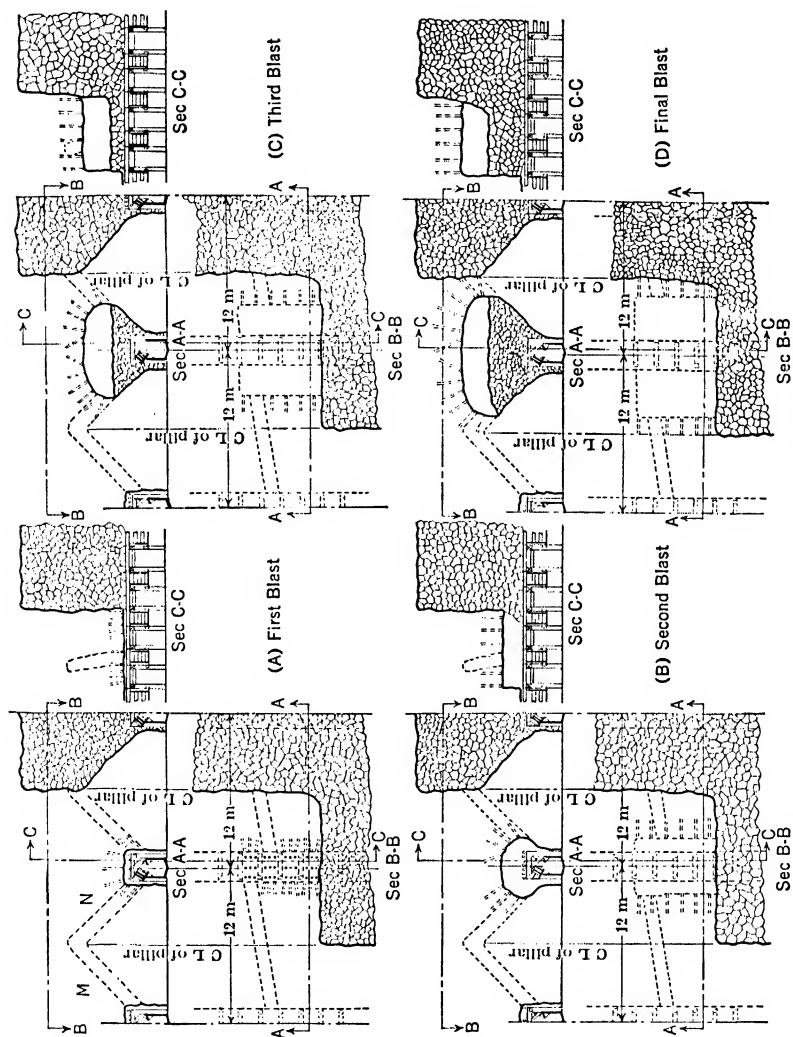 B
B
C
M
N
C L of pillar
C L of pillar
Sec A-A
12 m
12 m
A
A
C
Sec B-B
Sec C-C
(A) First Blast
B
B
C
C L of pillar
C L of pillar
Sec A-A
12 m
12 m
A
A
C
Sec B-B
Sec C-C
(B) Second Blast
B
B
C
C L of pillar
C L of pillar
Sec A-A
12 m
12 m
A
A
C
Sec B-B
Sec C-C
(C) Third Blast
B
B
C
C L of pillar
C L of pillar
Sec A-A
12 m
12 m
A
A
C
Sec B-B
Sec C-C
(D) Final Blast